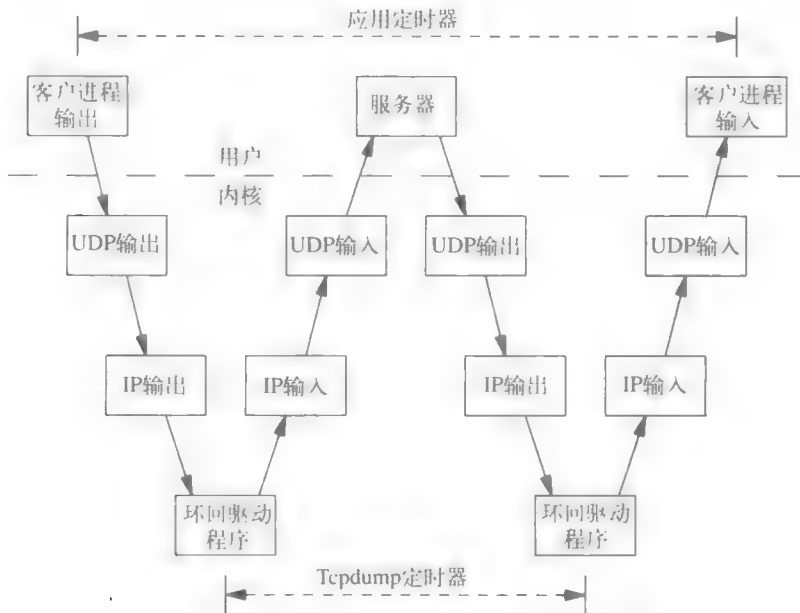 应用定时器
客户进程
输出
服务器
客户进程
输入
用户
内核
UDP输出
UDP输入
UDP输出
UDP输入
IP输出
IP输入
IP输出
IP输入
环回驱动
程序
环回驱动
程序
Tcpdump定时器